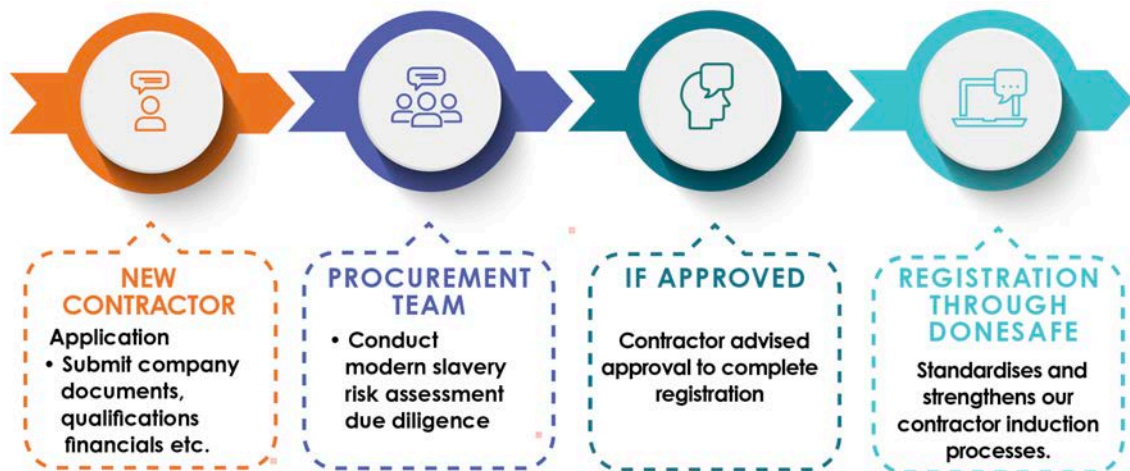 NEW
CONTRACTOR
Application
• Submit company
documents,
qualifications
financials etc.
PROCUREMENT
TEAM
• Conduct
modern slavery
risk assessment
due diligence
IF APPROVED
Contractor advised
approval to complete
registration
REGISTRATION
THROUGH
DONESAFE
Standardises and
strengthens our
contractor induction
processes.